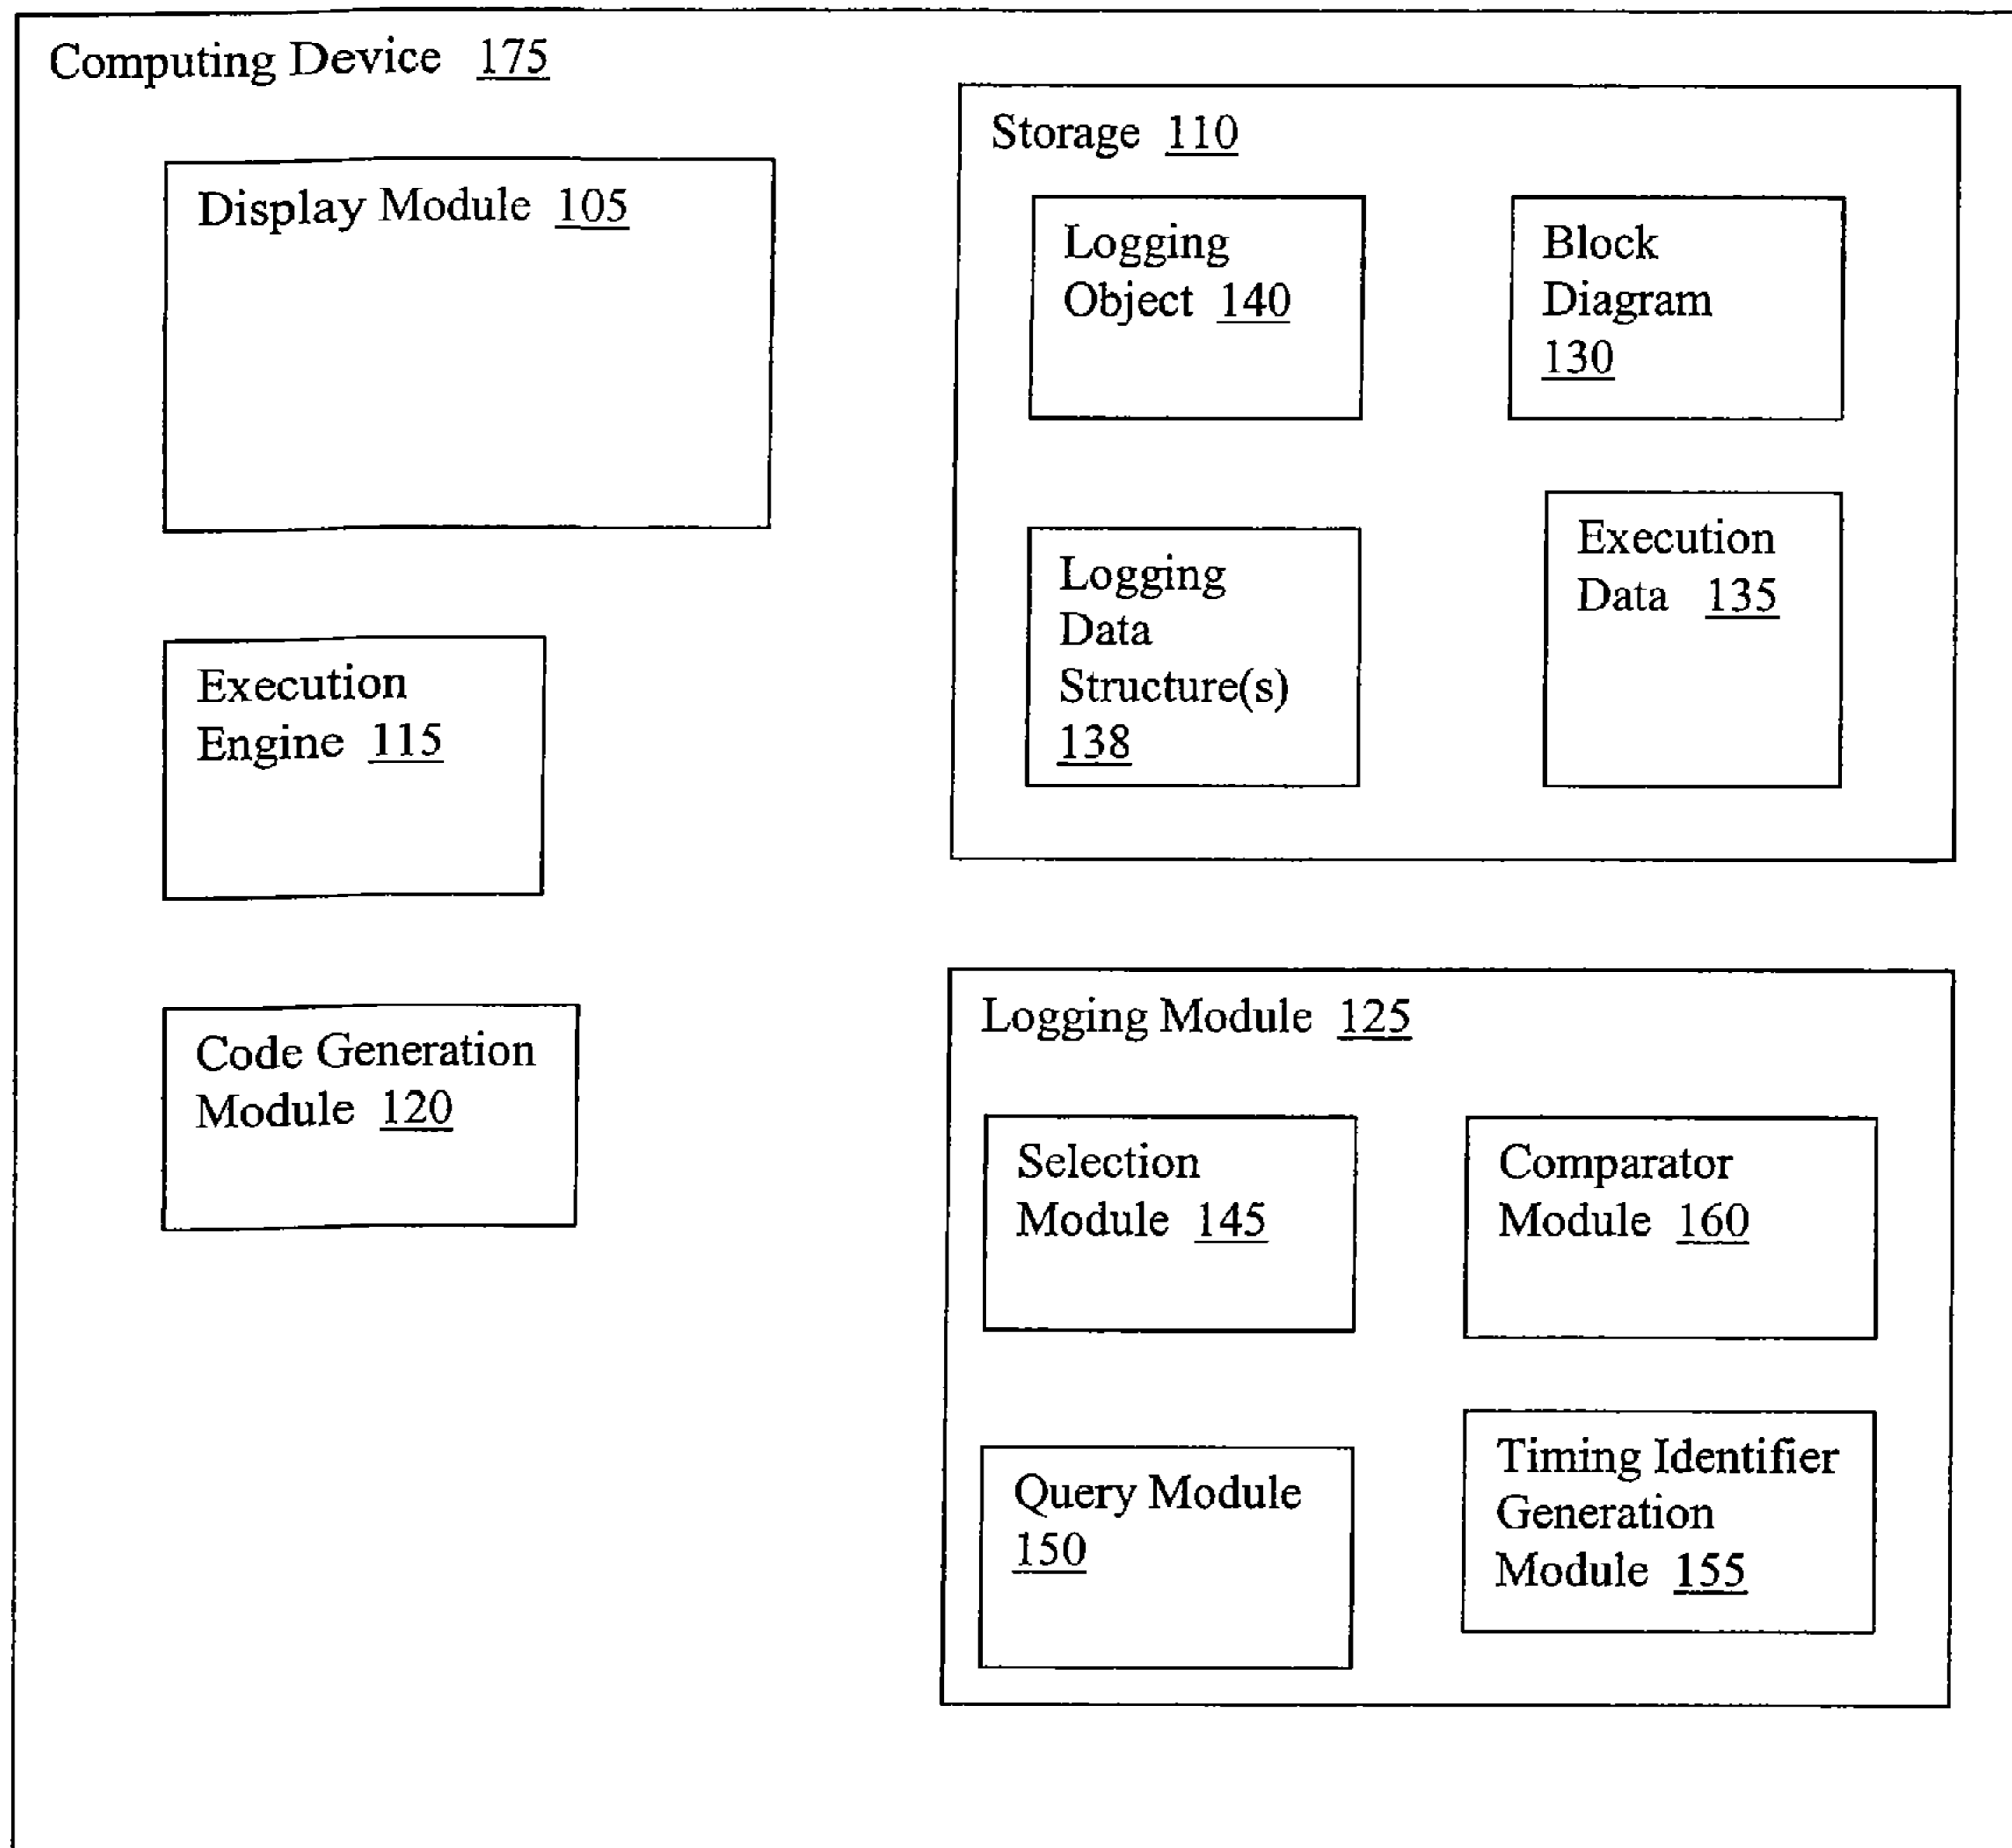 Computing Device 175
Display Module 105
Execution
Engine 115
Code Generation
Module 120
Storage 110
Logging
Object 140
Block
Diagram
130
Logging
Data
Structure(s)
138
Execution
Data 135
Logging Module 125
Selection
Module 145
Comparator
Module 160
Query Module
150
Timing Identifier
Generation
Module 155